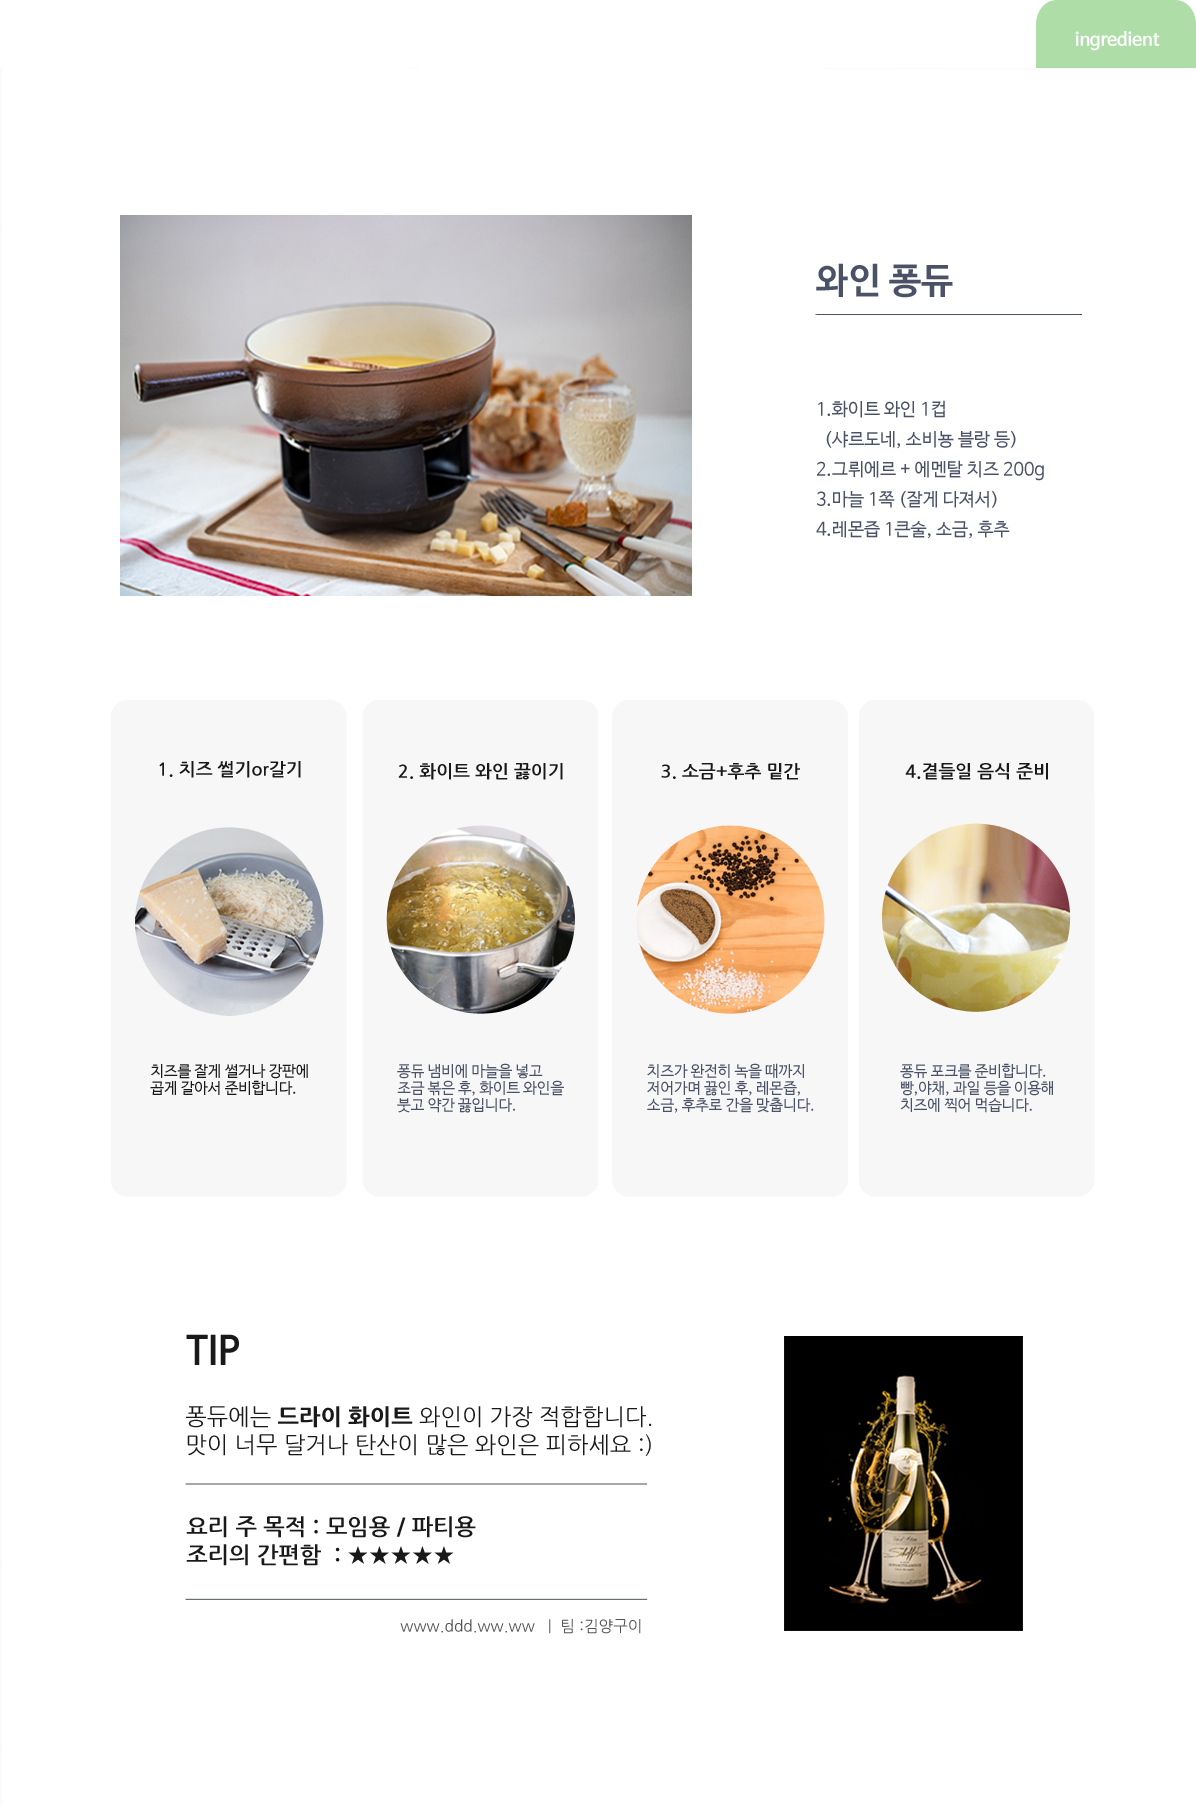 ingredient
와인 퐁듀
1.화이트 와인 1컵
(샤르도네, 소비뇽 블랑 등)
2.그뤼에르 + 에멘탈 치즈 200g
3.마늘 1쪽 (잘게 다져서)
4.레몬즙 1큰술, 소금, 후추
1. 치즈 썰기or갈기
치즈를 잘게 썰거나 강판에
곱게 갈아서 준비합니다.
2. 화이트 와인 끓이기
퐁듀 냄비에 마늘을 넣고
조금 볶은 후, 화이트 와인을
붓고 약간 끓입니다.
3. 소금+후추 밑간
치즈가 완전히 녹을 때까지
저어가며 끓인 후, 레몬즙,
소금, 후추로 간을 맞춥니다.
4.곁들일 음식 준비
퐁듀 포크를 준비합니다.
빵,야채, 과일 등을 이용해
치즈에 찍어 먹습니다.
TIP
퐁듀에는 드라이 화이트 와인이 가장 적합합니다.
맛이 너무 달거나 탄산이 많은 와인은 피하세요 :)
요리 주 목적 : 모임용 / 파티용
조리의 간편함 : ★★★★★
www.ddd.ww.ww | 팀 :김양구이